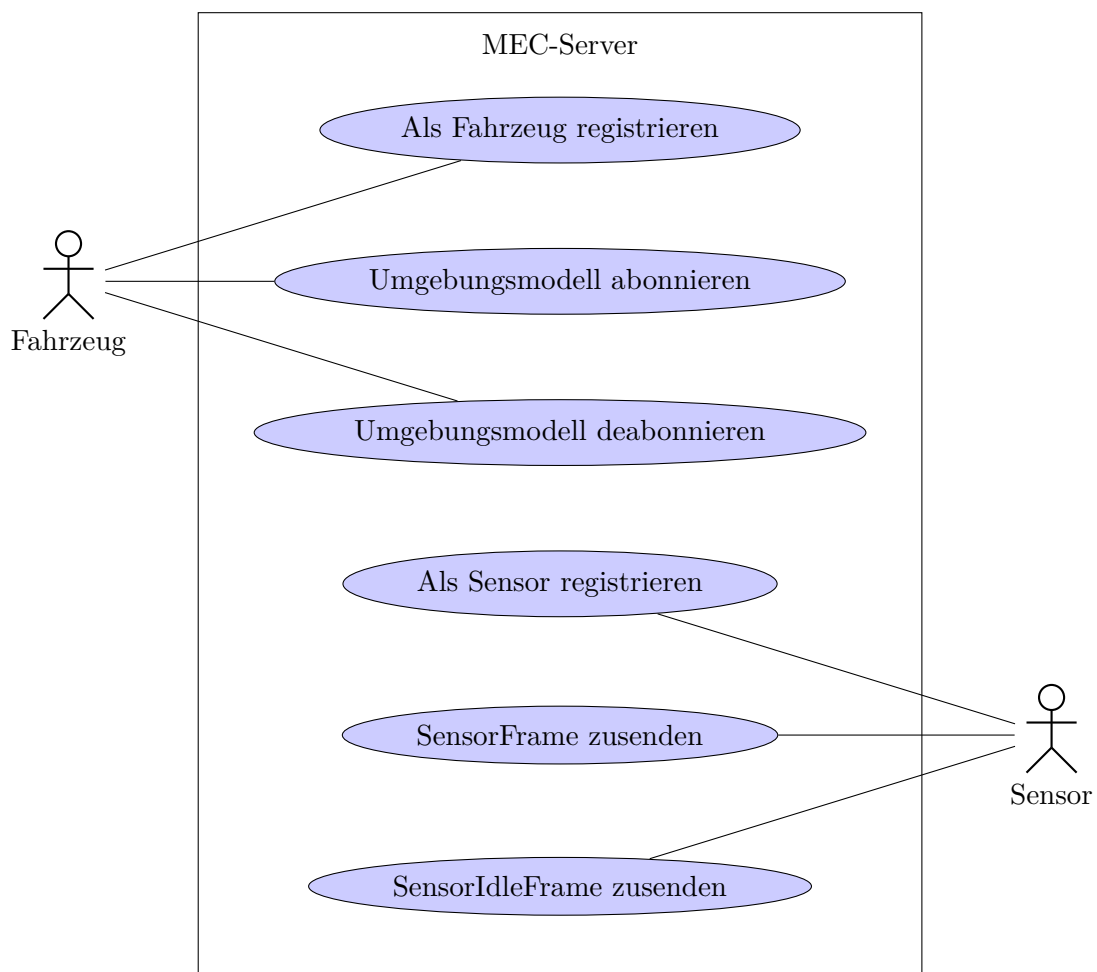 MEC-Server
Als Fahrzeug registrieren
Umgebungsmodell abonnieren
Fahrzeug
Umgebungsmodell deabonnieren
Als Sensor registrieren
SensorFrame zusenden
Sensor
SensorIdleFrame zusenden